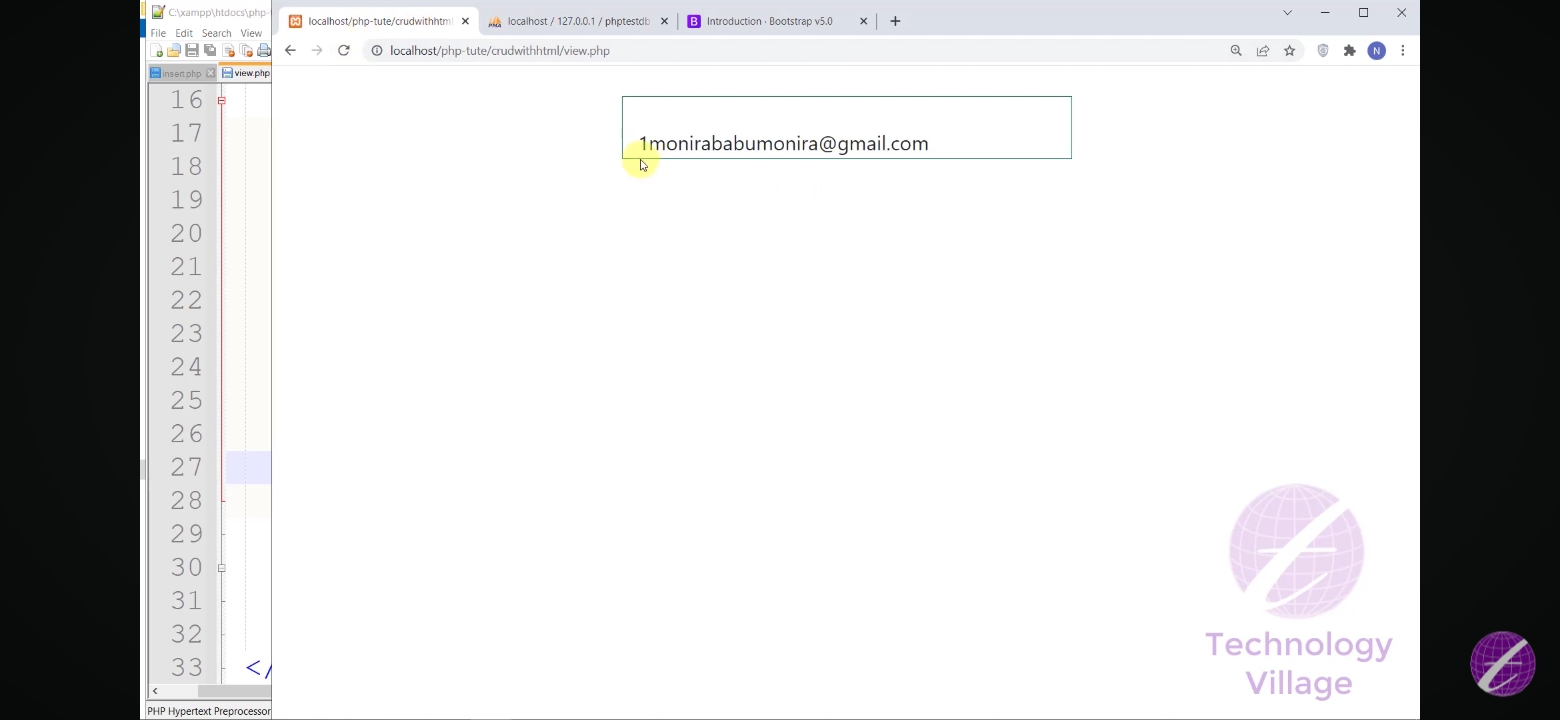 C:\xampp\htdocs\php-
File Edit Search View
insert.php view.php
16
17
18
19
20
21
22
23
24
25
26
27
28
29
30
31
32
33 </
PHP Hypertext Preprocessor
localhost/php-tute/crudwithhtml
localhost / 127.0.0.1 / phptestdb
Introduction · Bootstrap v5.0
localhost/php-tute/crudwithhtml/view.php
N
1monirababumonira@gmail.com
Technology
Village